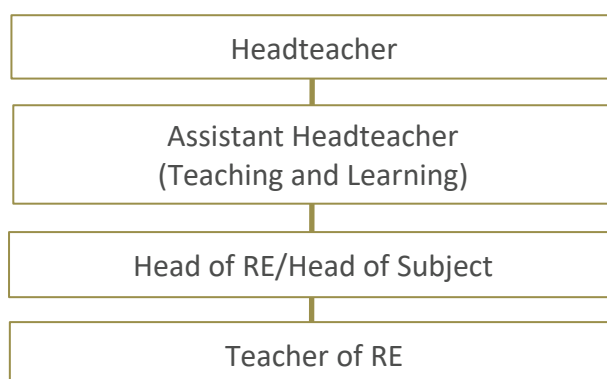 Headteacher
Assistant Headteacher
(Teaching and Learning)
Head of RE/Head of Subject
Teacher of RE